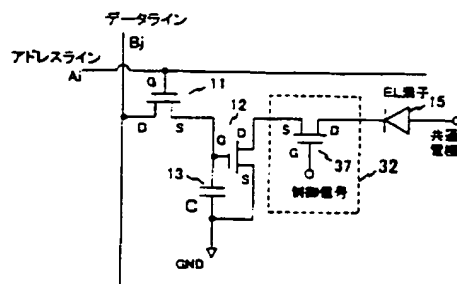 データライン
Bj
アドレスライン
Ai
G
11
D
S
12
D
G
S
13
C
GND
S
D
G
37
32
制御信号
EL素子
15
共通
電極